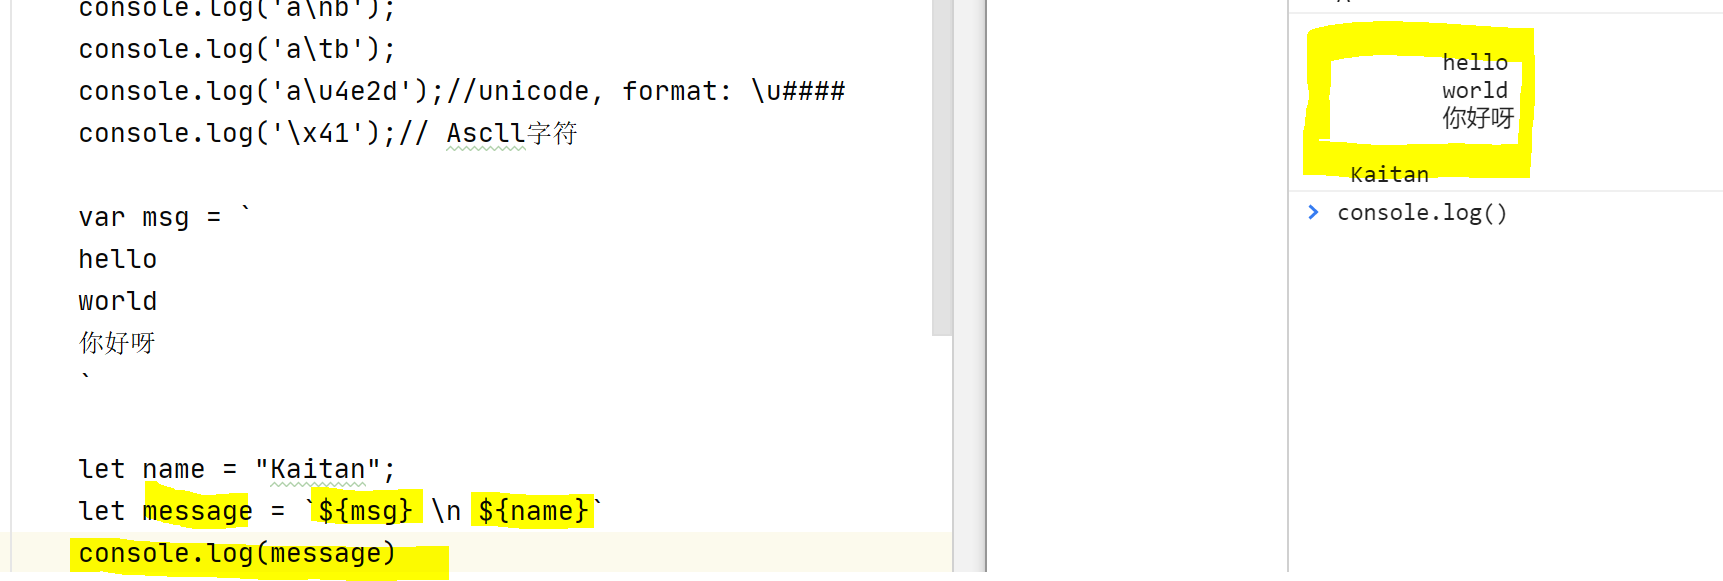 console.log('a\nb');
console.log('a\tb');
console.log('a\u4e2d');//unicode, format: \u####
console.log('\x41');// Ascll字符
var msg = `
hello
world
你好呀
`
let name = "Kaitan";
let message = `${msg} \n ${name}`
console.log(message)
hello
world
你好呀
Kaitan
> console.log()